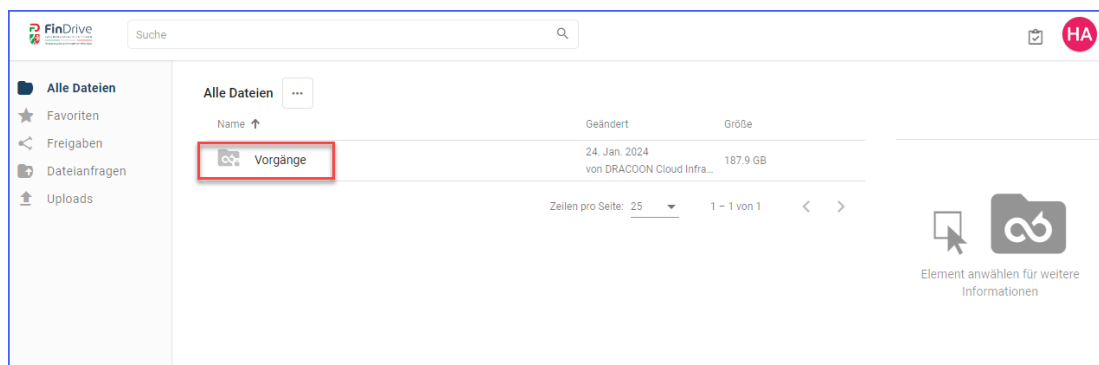 FinDrive
Suche
HA
Alle Dateien
Favoriten
Freigaben
Dateianfragen
Uploads
Alle Dateien ...
Name Geändert Größe
Vorgänge
24. Jan. 2024
von DRACOON Cloud Infra...
187.9 GB
Zeilen pro Seite: 25 1 – 1 von 1
Element anwählen für weitere
Informationen